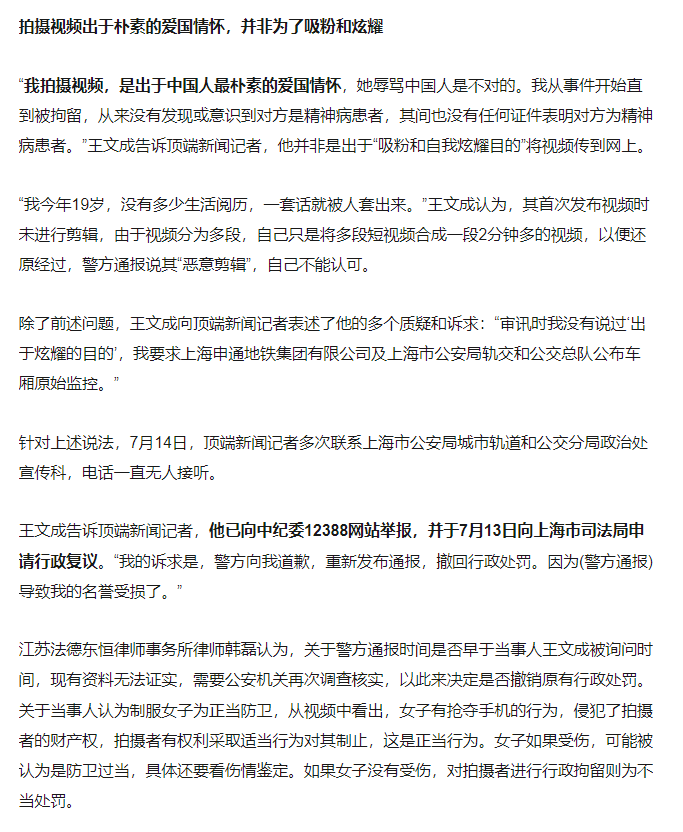 拍摄视频出于朴素的爱国情怀，并非为了吸粉和炫耀
“我拍摄视频，是出于中国人最朴素的爱国情怀，她辱骂中国人是不对的。我从事件开始直
到被拘留，从来没有发现或意识到对方是精神病患者，其间也没有任何证件表明对方为精神
病患者。”王文成告诉顶端新闻记者，他并非是出于“吸粉和自我炫耀目的”将视频传到网上。
“我今年19岁，没有多少生活阅历，一套话就被人套出来。”王文成认为，其首次发布视频时
未进行剪辑，由于视频分为多段，自己只是将多段短视频合成一段2分钟多的视频，以便还
原经过，警方通报说其“恶意剪辑”，自己不能认可。
除了前述问题，王文成向顶端新闻记者表述了他的多个质疑和诉求：“审讯时我没有说过‘出
于炫耀的目的’，我要求上海申通地铁集团有限公司及上海市公安局轨交和公交总队公布车
厢原始监控。”
针对上述说法，7月14日，顶端新闻记者多次联系上海市公安局城市轨道和公交分局政治处
宣传科，电话一直无人接听。
王文成告诉顶端新闻记者，他已向中纪委12388网站举报，并于7月13日向上海市司法局申
请行政复议。“我的诉求是，警方向我道歉，重新发布通报，撤回行政处罚。因为(警方通报)
导致我的名誉受损了。”
江苏法德东恒律师事务所律师韩磊认为，关于警方通报时间是否早于当事人王文成被询问时
间，现有资料无法证实，需要公安机关再次调查核实，以此来决定是否撤销原有行政处罚。
关于当事人认为制服女子为正当防卫，从视频中看出，女子有抢夺手机的行为，侵犯了拍摄
者的财产权，拍摄者有权利采取适当行为对其制止，这是正当行为。女子如果受伤，可能被
认为是防卫过当，具体还要看伤情鉴定。如果女子没有受伤，对拍摄者进行行政拘留则为不
当处罚。